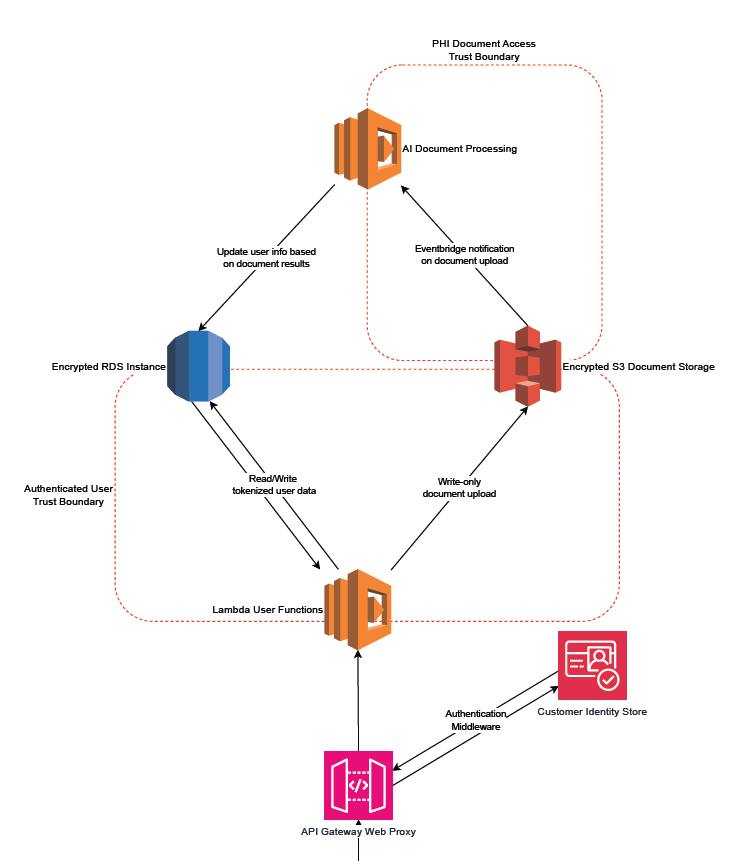 PHI Document Access
Trust Boundary
AI Document Processing
Update user info based
on document results
Eventbridge notification
on document upload
Encrypted RDS Instance
Encrypted S3 Document Storage
Read/Write
tokenized user data
Write-only
document upload
Authenticated User
Trust Boundary
Lambda User Functions
Authentication
Middleware
Customer Identity Store
</>
API Gateway Web Proxy